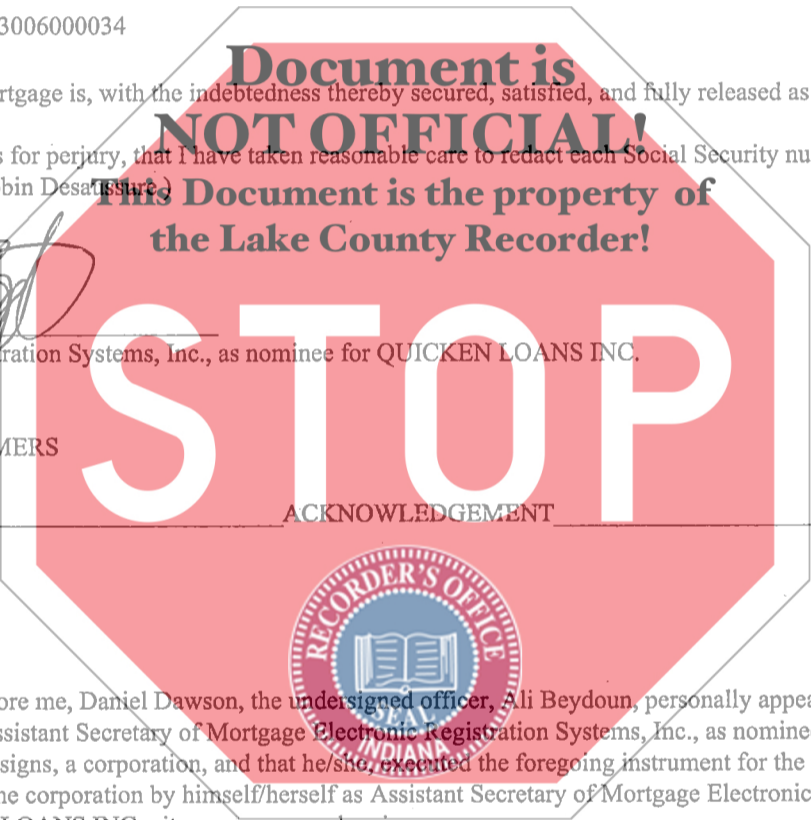 3006000034
Document is
rtgage is, with the indebtedness thereby secured, satisfied, and fully released as
NOT OFFICIAL!
s for perjury, that I have taken reasonable care to redact each Social Security nu
bin Desaussure.)
This Document is the property of
the Lake County Recorder!
ration Systems, Inc., as nominee for QUICKEN LOANS INC.
STOP
MERS
ACKNOWLEDGEMENT
RECORDER'S OFFICE
SEAL
INDIANA
ore me, Daniel Dawson, the undersigned officer, Ali Beydoun, personally appea
ssistant Secretary of Mortgage Electronic Registration Systems, Inc., as nomine
signs, a corporation, and that he/she, executed the foregoing instrument for the
ne corporation by himself/herself as Assistant Secretary of Mortgage Electronic